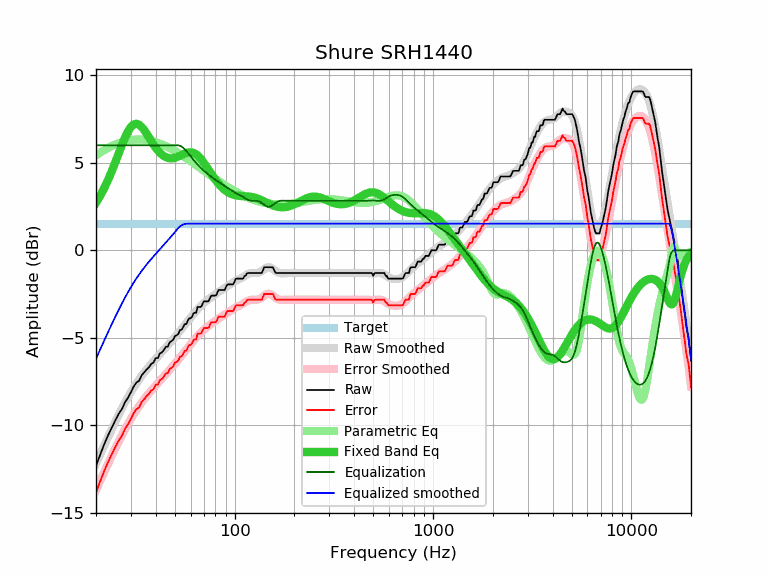 Shure SRH1440
Amplitude (dBr)
10
5
0
−5
−10
−15
Target
Raw Smoothed
Error Smoothed
Raw
Error
Parametric Eq
Fixed Band Eq
Equalization
Equalized smoothed
100
1000
10000
Frequency (Hz)